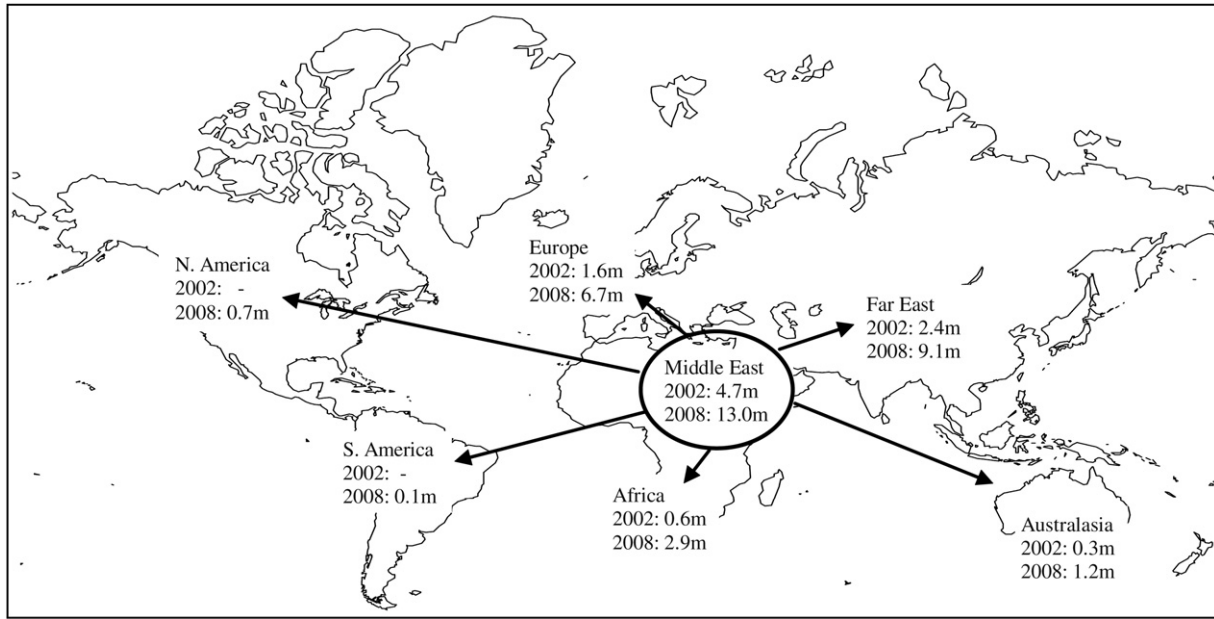 N. America
2002: -
2008: 0.7m
Europe
2002: 1.6m
2008: 6.7m
Far East
2002: 2.4m
2008: 9.1m
Middle East
2002: 4.7m
2008: 13.0m
S. America
2002: -
2008: 0.1m
Africa
2002: 0.6m
2008: 2.9m
Australasia
2002: 0.3m
2008: 1.2m